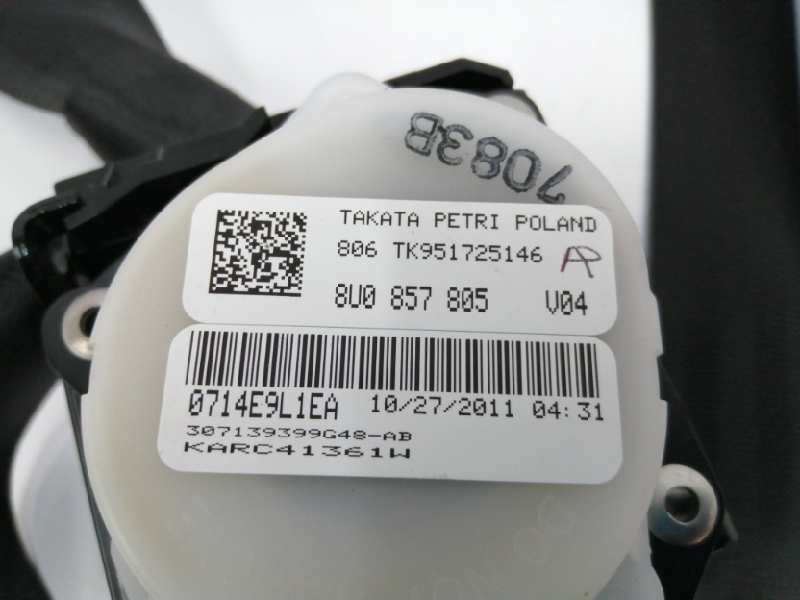 7083B
TAKATA PETRI POLAND
806 TK951725146 AP
8U0 857 805 V04
0714E9L1EA 10/27/2011 04:31
307139399G48-AB
KARC41361W